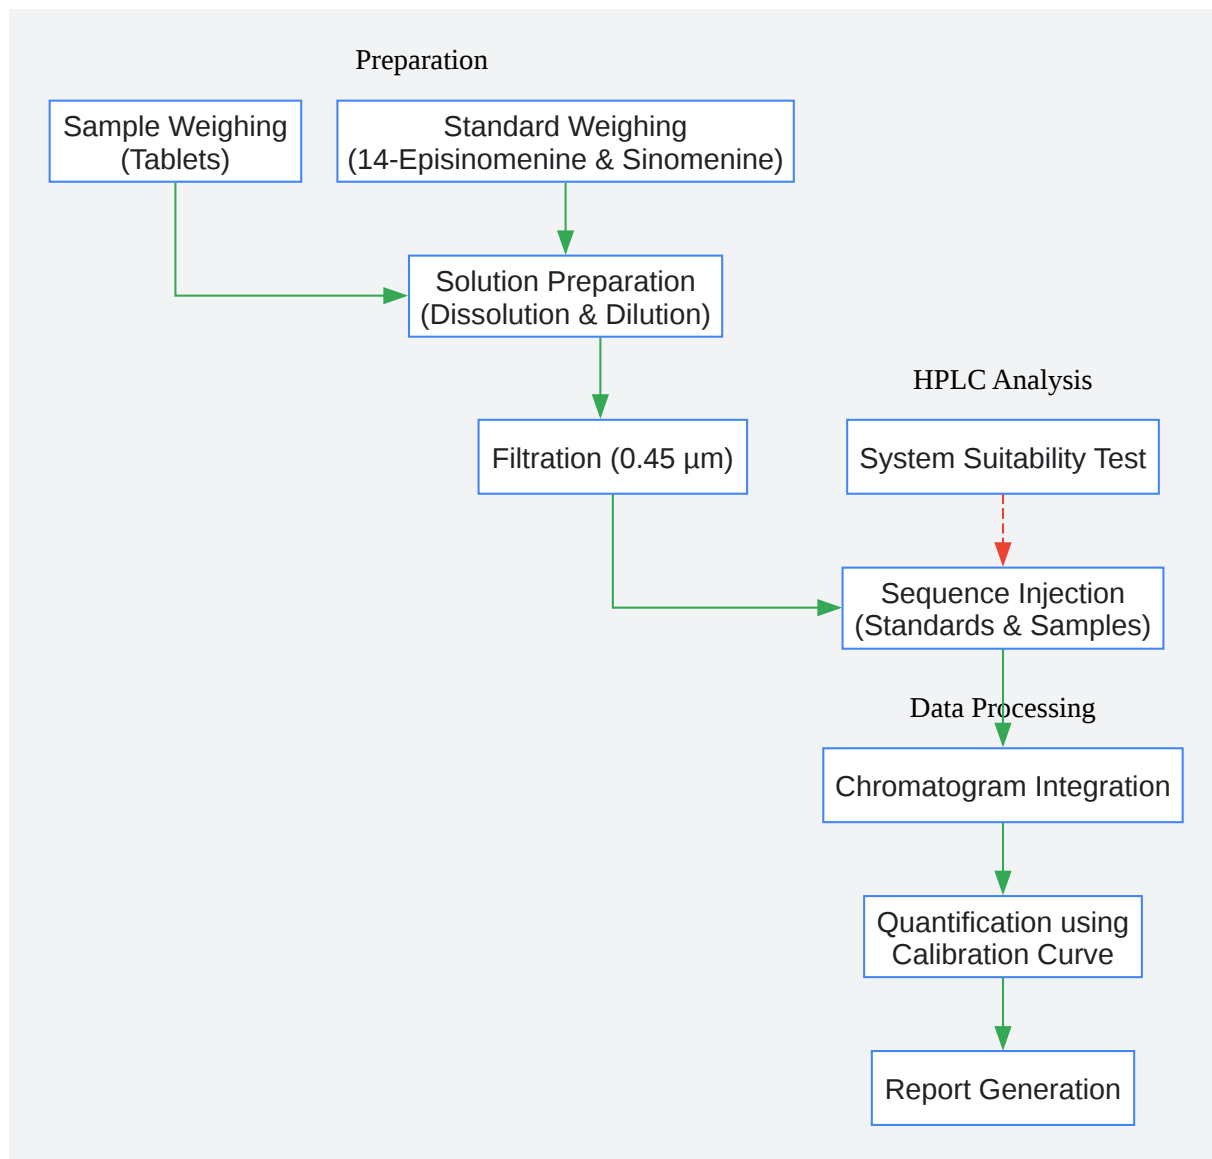 Preparation
Sample Weighing
(Tablets)
Standard Weighing
(14-Episinomenine & Sinomenine)
Solution Preparation
(Dissolution & Dilution)
Filtration (0.45 µm)
HPLC Analysis
System Suitability Test
Sequence Injection
(Standards & Samples)
Data Processing
Chromatogram Integration
Quantification using
Calibration Curve
Report Generation